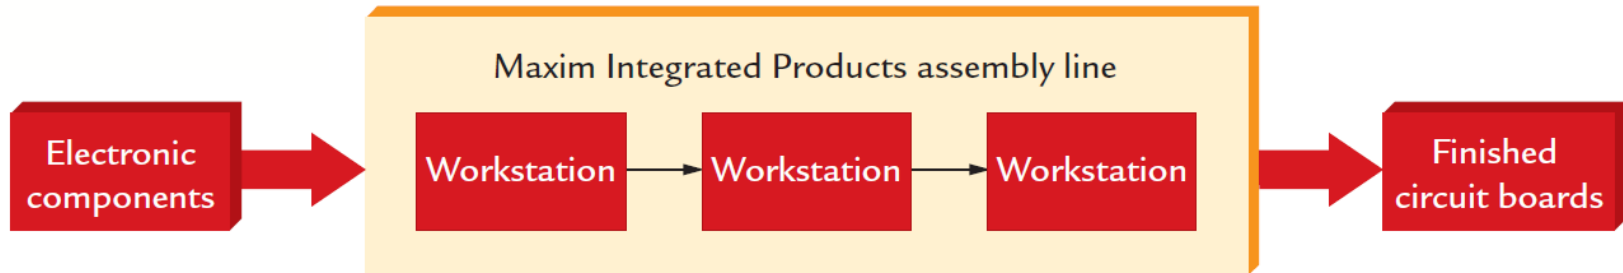 Maxim Integrated Products assembly line
Electronic
components
Workstation
Workstation
Workstation
Finished
circuit boards